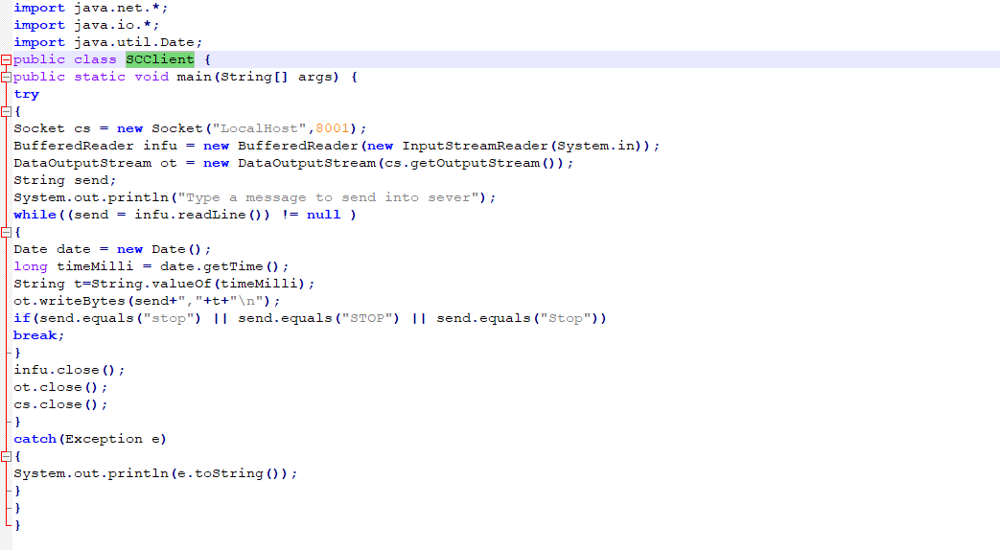 import java.net.*;
import java.io.*;
import java.util.Date;
public class SCClient {
public static void main(String[] args) {
try
{
Socket cs = new Socket("LocalHost",8001);
BufferedReader infu = new BufferedReader(new InputStreamReader(System.in));
DataOutputStream ot = new DataOutputStream(cs.getOutputStream());
String send;
System.out.println("Type a message to send into sever");
while((send = infu.readLine()) != null )
{
Date date = new Date();
long timeMilli = date.getTime();
String t=String.valueOf(timeMilli);
ot.writeBytes(send+","+t+"\n");
if(send.equals("stop") || send.equals("STOP") || send.equals("Stop"))
break;
}
infu.close();
ot.close();
cs.close();
}
catch(Exception e)
{
System.out.println(e.toString());
}
}
}